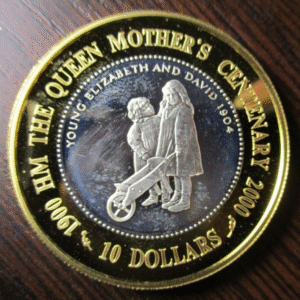 1900 HM THE QUEEN MOTHER'S CENTENARY 2000
YOUNG ELIZABETH AND DAVID 1904
10 DOLLARS